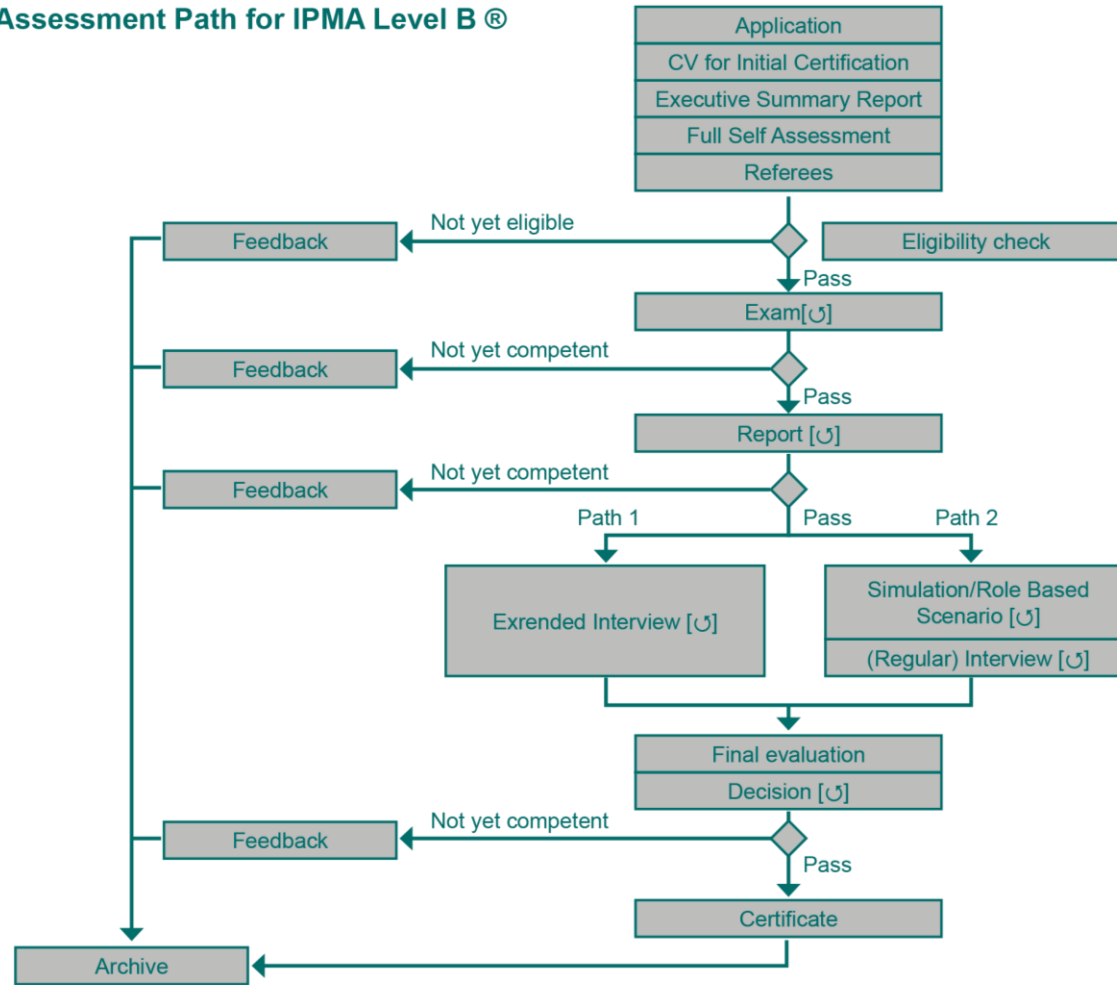 Assessment Path for IPMA Level B ®
Application
CV for Initial Certification
Executive Summary Report
Full Self Assessment
Referees
Not yet eligible
Feedback
Eligibility check
Pass
Exam[↺]
Not yet competent
Feedback
Pass
Report [↺]
Not yet competent
Feedback
Path 1
Pass
Path 2
Exrended Interview [↺]
Simulation/Role Based
Scenario [↺]
(Regular) Interview [↺]
Final evaluation
Decision [↺]
Not yet competent
Feedback
Pass
Certificate
Archive